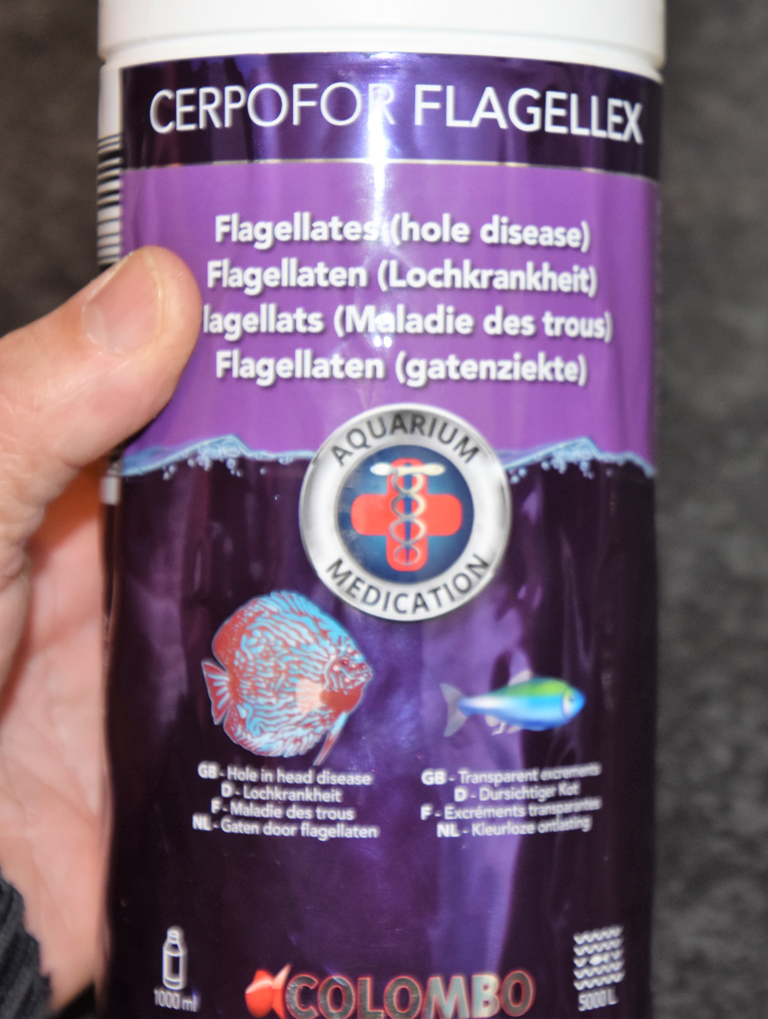 CERPOFOR FLAGELLEX
Flagellates (hole disease)
Flagellaten (Lochkrankheit)
lagellats (Maladie des trous)
Flagellaten (gatenziekte)
AQUARIUM
MEDICATION
GB - Hole in head disease
D - Lochkrankheit
F - Maladie des trous
NL - Gaten door flagellaten
GB - Transparent excrements
D - Dursichtiger Kot
F - Excréments transparantes
NL - Kleurloze ontlasting
1000 ml
COLOMBO
5000 L